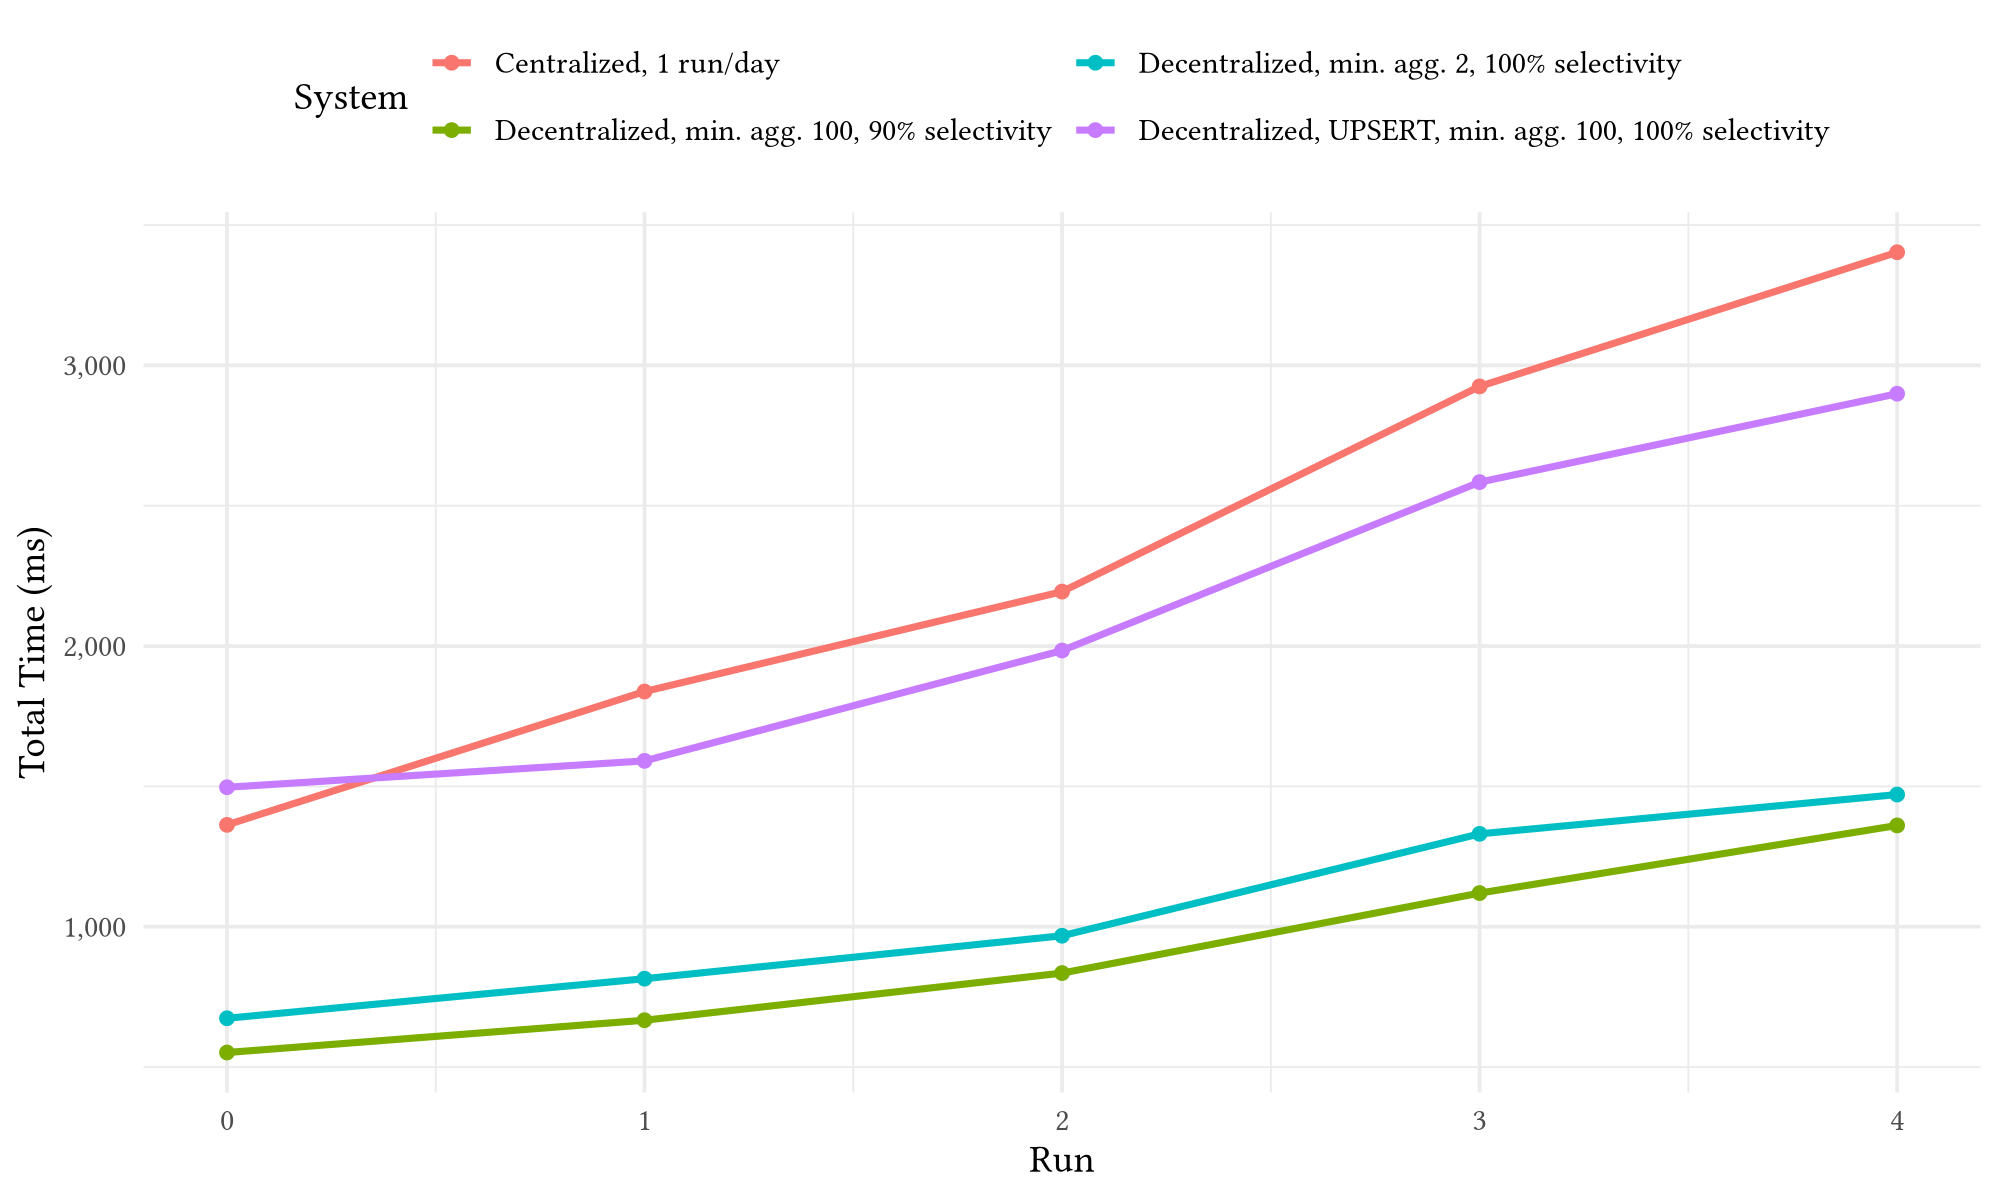 System
Centralized, 1 run/day
Decentralized, min. agg. 2, 100% selectivity
Decentralized, min. agg. 100, 90% selectivity
Decentralized, UPSERT, min. agg. 100, 100% selectivity
Total Time (ms)
3,000
2,000
1,000
0 1 2 3 4
Run